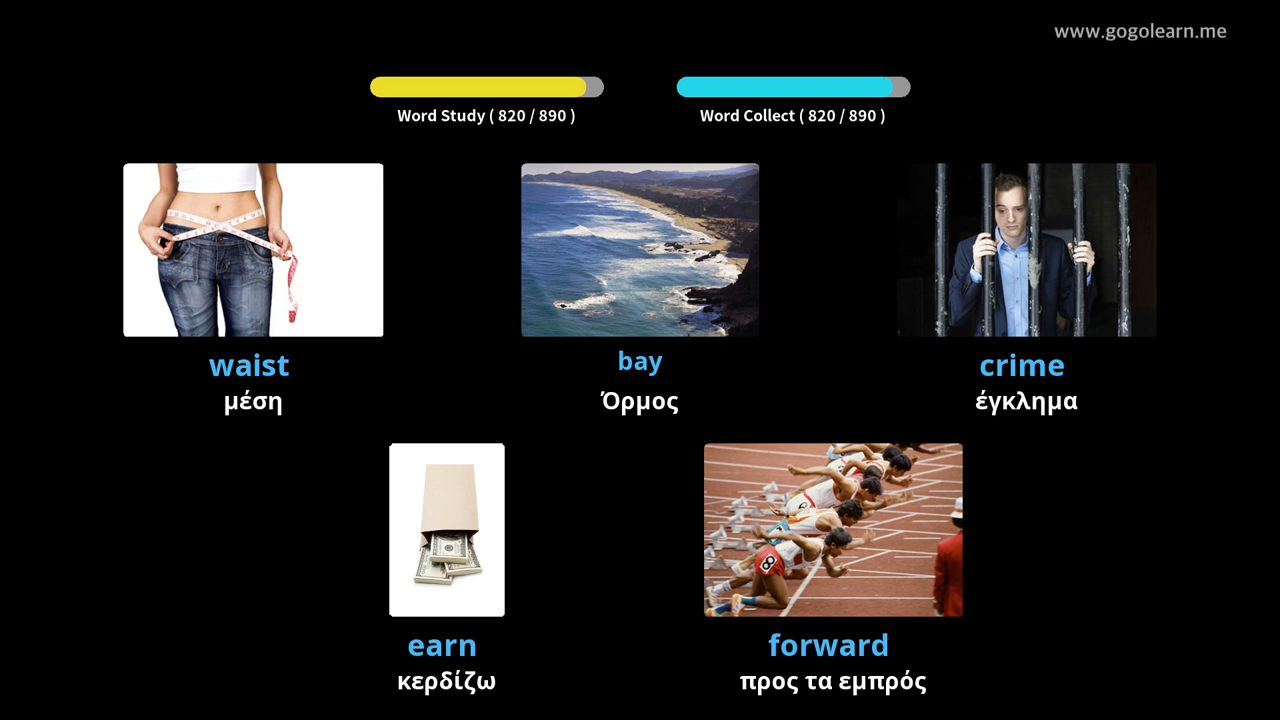 www.gogolearn.me
Word Study ( 820 / 890 )
Word Collect ( 820 / 890 )
waist
bay
crime
μέση
Όρμος
έγκλημα
earn
forward
κερδίζω
προς τα εμπρός